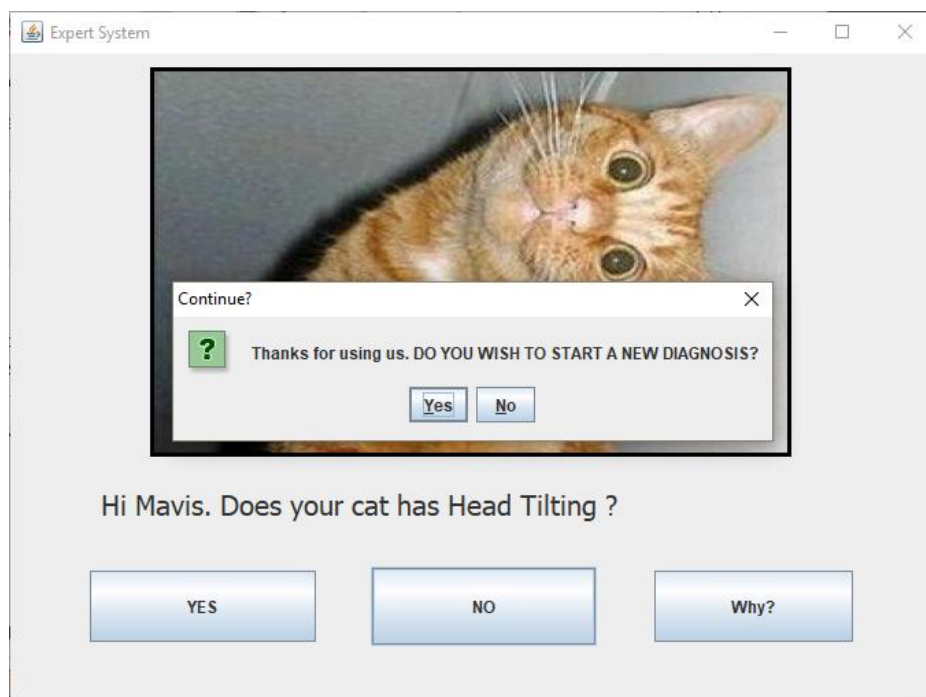 Expert System
Continue?
?
Thanks for using us. DO YOU WISH TO START A NEW DIAGNOSIS?
Yes
No
Hi Mavis. Does your cat has Head Tilting ?
YES
NO
Why?